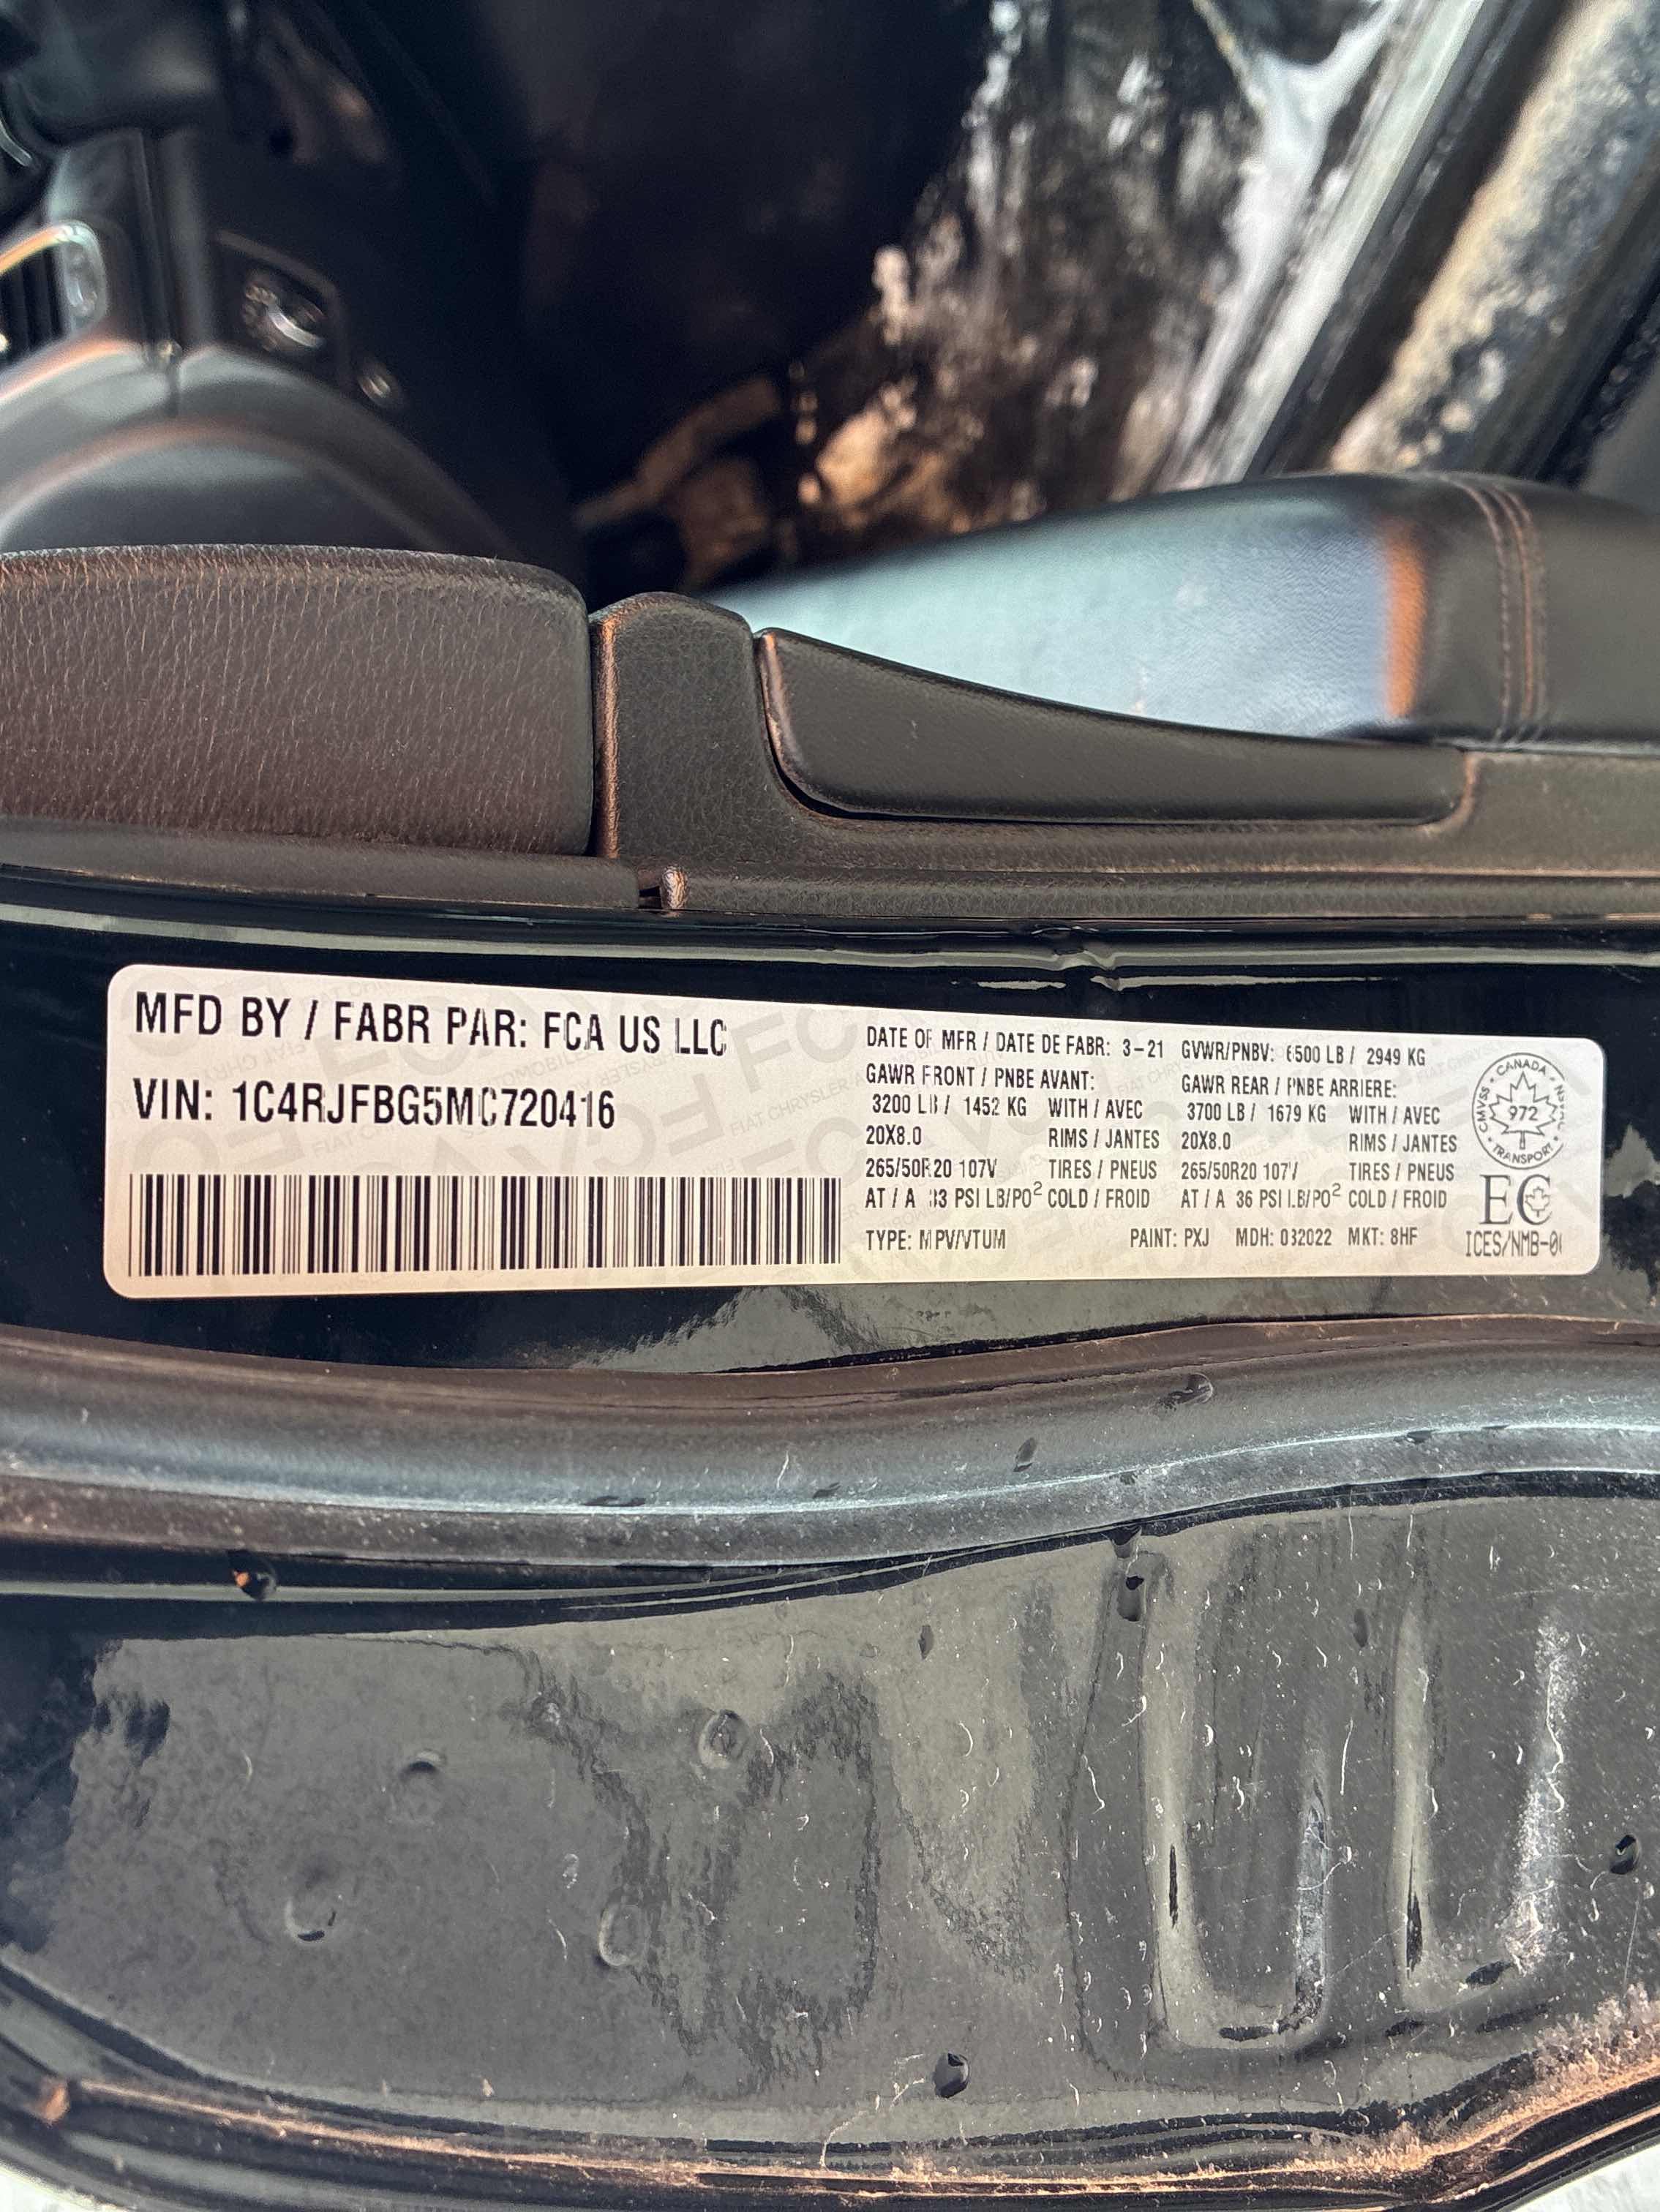 MFD BY / FABR PAR: FCA US LLC
VIN: 1C4RJFBG5MC720416
DATE OF MFR / DATE DE FABR: 3-21 GVWR/PNBV: 6500 LB / 2949 KG
GAWR FRONT / PNBE AVANT: GAWR REAR / PNBE ARRIERE:
3200 LB / 1452 KG WITH / AVEC 3700 LB / 1679 KG WITH / AVEC
20X8.0 RIMS / JANTES 20X8.0 RIMS / JANTES
265/50R20 107V TIRES / PNEUS 265/50R20 107V TIRES / PNEUS
AT / A 33 PSI LB/PO² COLD / FROID AT / A 36 PSI LB/PO² COLD / FROID
TYPE: MPV/VTUM PAINT: PXJ MDH: 032022 MKT: 8HF
CANADA
CMVSS NSVAC
972
TRANSPORT
EC